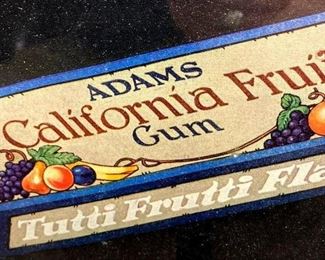 ADAMS
California Frui
Gum
Tutti Frutti Fla